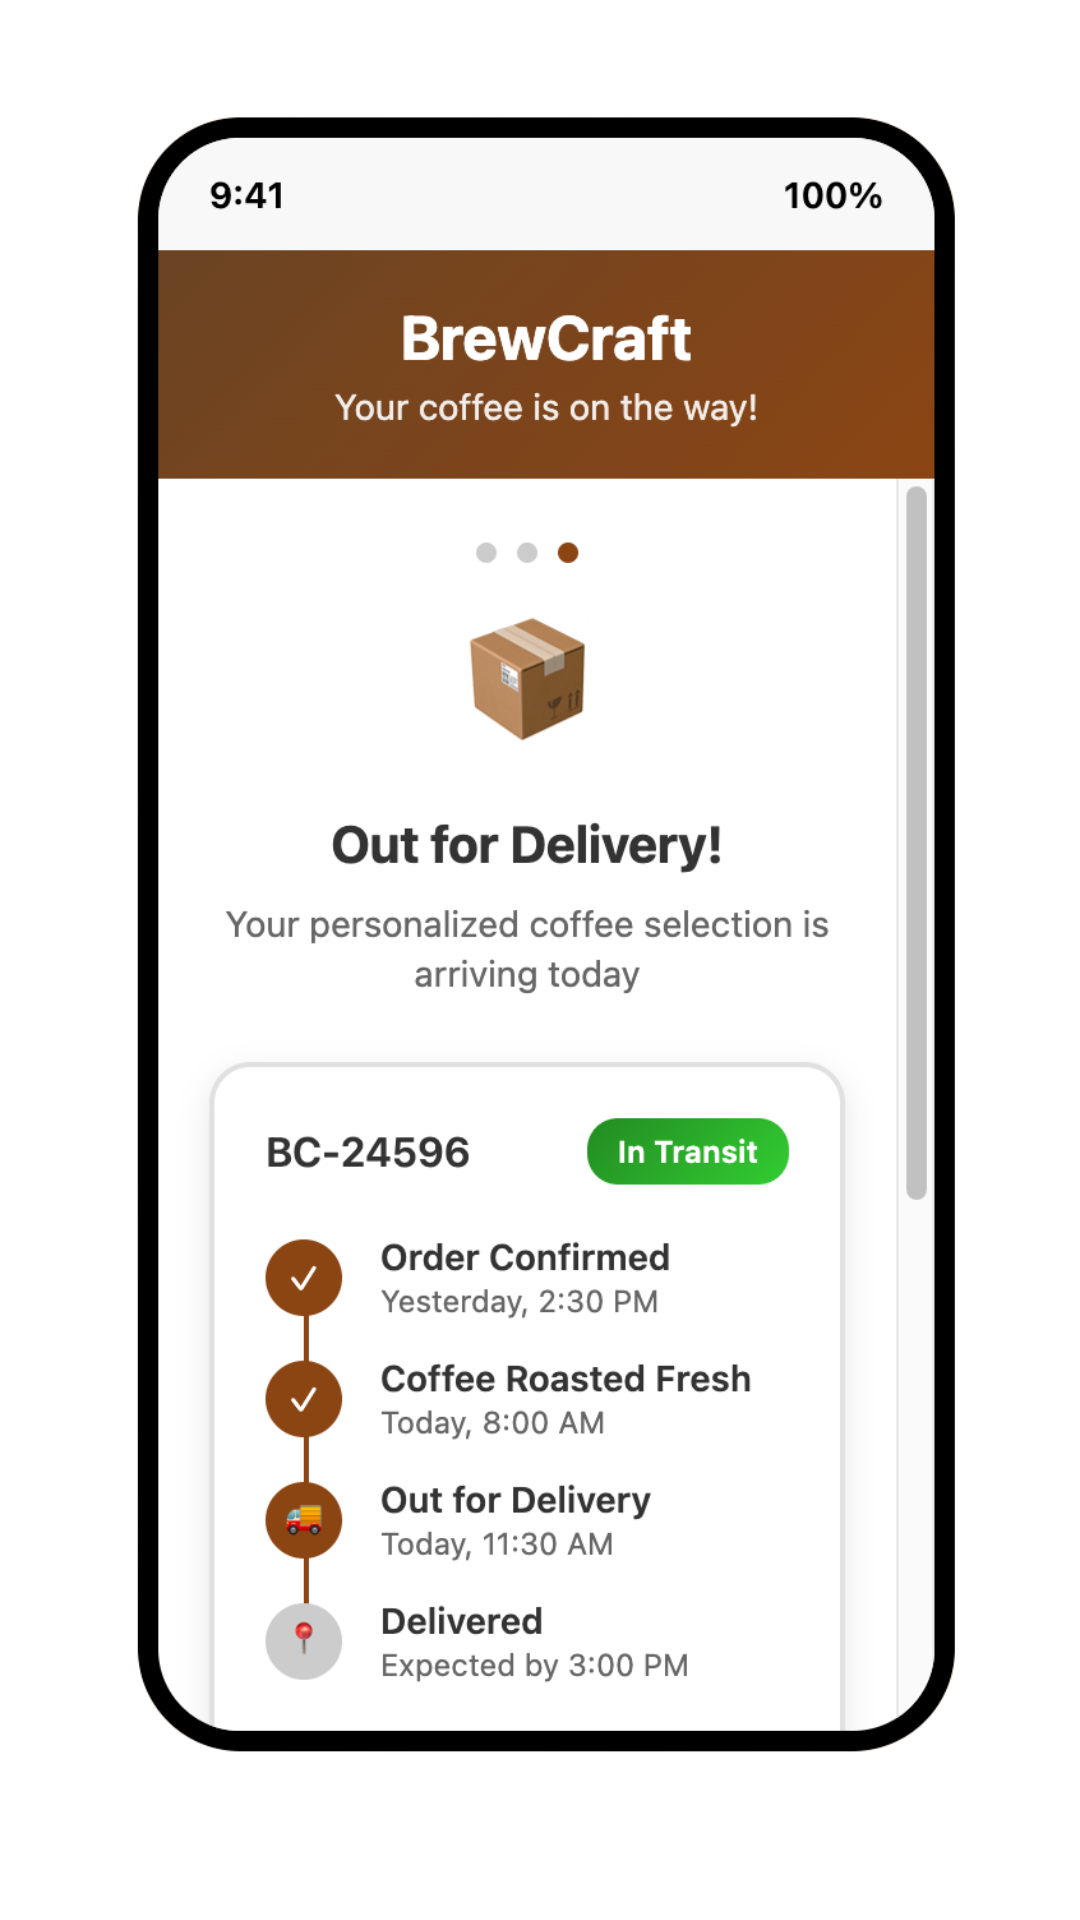 9:41
100%
BrewCraft
Your coffee is on the way!
Out for Delivery!
Your personalized coffee selection is
arriving today
BC-24596
In Transit
Order Confirmed
Yesterday, 2:30 PM
Coffee Roasted Fresh
Today, 8:00 AM
Out for Delivery
Today, 11:30 AM
Delivered
Expected by 3:00 PM